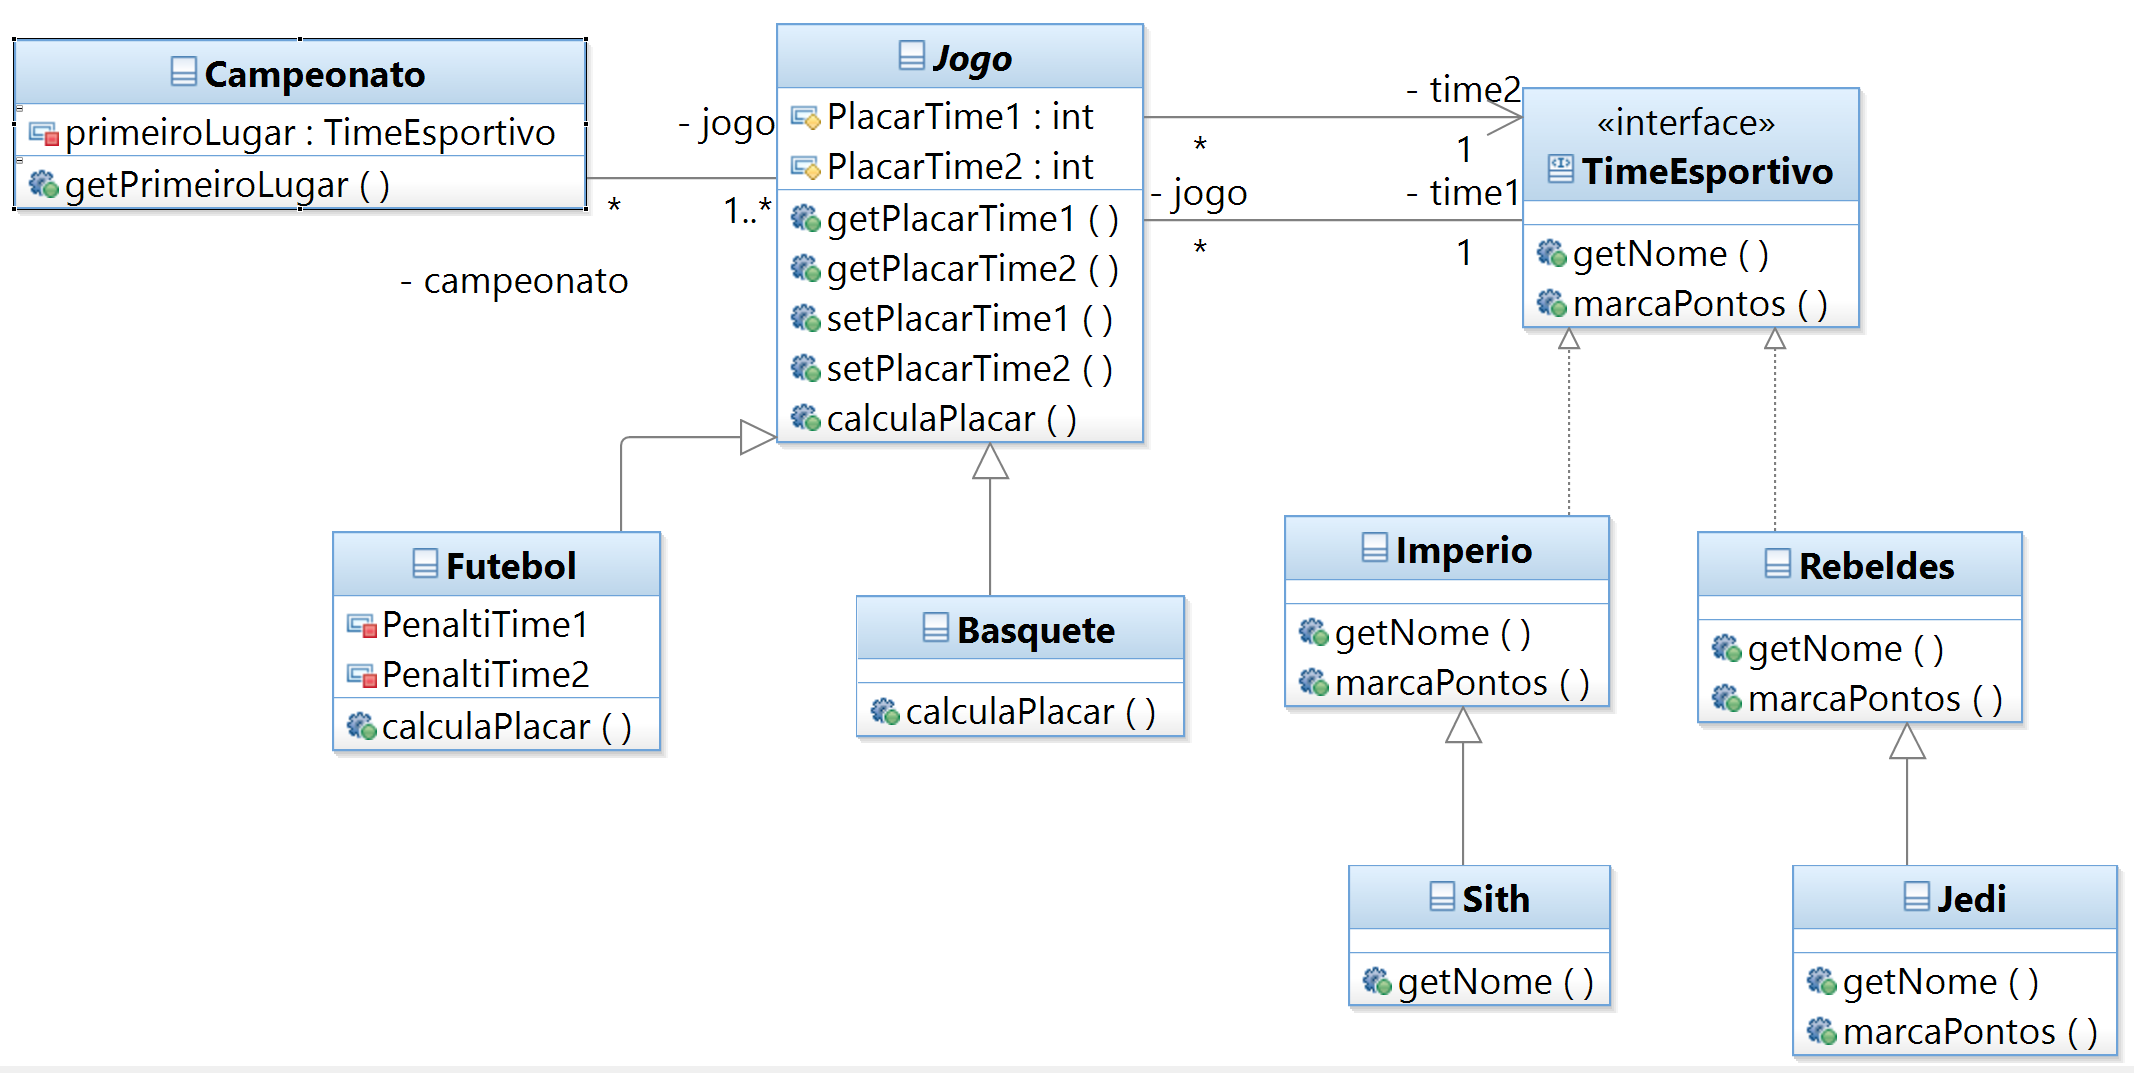 Campeonato
primeiroLugar : TimeEsportivo
getPrimeiroLugar ( )
- jogo
*
1..*
- campeonato
Jogo
PlacarTime1 : int
PlacarTime2 : int
getPlacarTime1 ( )
getPlacarTime2 ( )
setPlacarTime1 ( )
setPlacarTime2 ( )
calculaPlacar ( )
- time2
*
1
- jogo
- time1
*
1
«interface»
TimeEsportivo
getNome ( )
marcaPontos ( )
Futebol
PenaltiTime1
PenaltiTime2
calculaPlacar ( )
Basquete
calculaPlacar ( )
Imperio
getNome ( )
marcaPontos ( )
Rebeldes
getNome ( )
marcaPontos ( )
Sith
getNome ( )
Jedi
getNome ( )
marcaPontos ( )